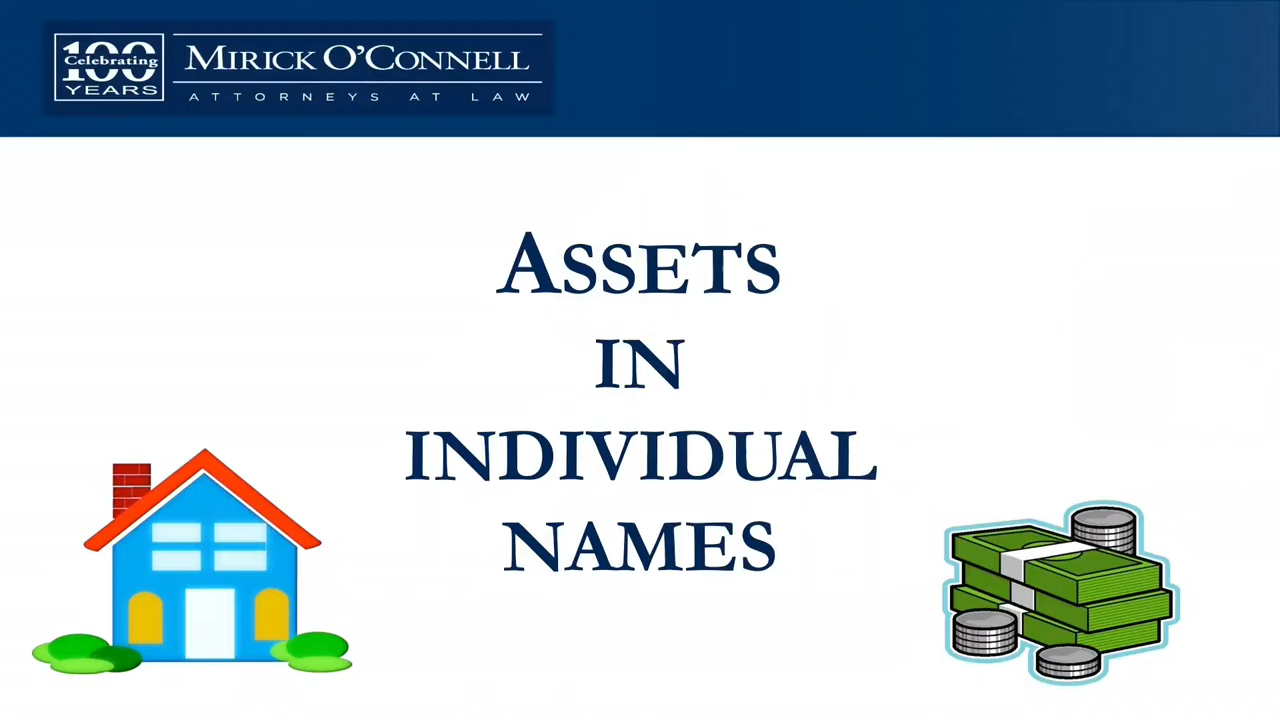 100
Celebrating
YEARS
MIRICK O'CONNELL
ATTORNEYS AT LAW
ASSETS
IN
INDIVIDUAL
NAMES